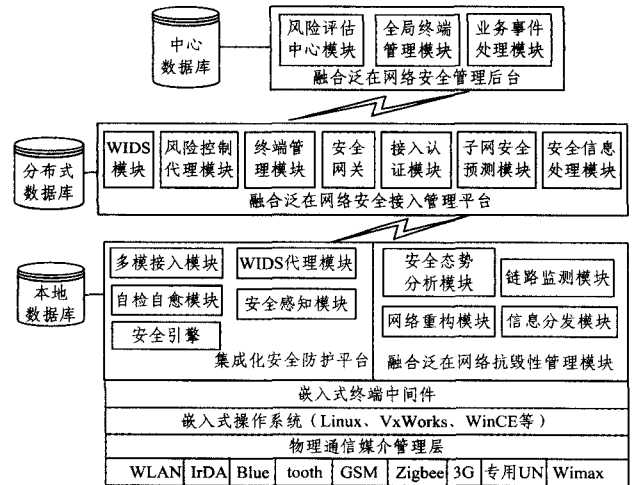 中心
数据库
风险评估
中心模块
全局终端
管理模块
业务事件
处理模块
融合泛在网络安全管理后台
分布式
数据库
WIDS
模块
风险控制
代理模块
终端管
理模块
安全
网关
接入认
证模块
子网安全
预测模块
安全信息
处理模块
融合泛在网络安全接入管理平台
本地
数据库
多模接入模块
WIDS代理模块
自检自愈模块
安全感知模块
安全引擎
集成化安全防护平台
安全态势
分析模块
链路监测模块
网络重构模块
信息分发模块
融合泛在网络抗毁性管理模块
嵌入式终端中间件
嵌入式操作系统（Linux、VxWorks、WinCE等）
物理通信媒介管理层
WLAN IrDA Blue tooth GSM Zigbee 3G 专用UN Wimax